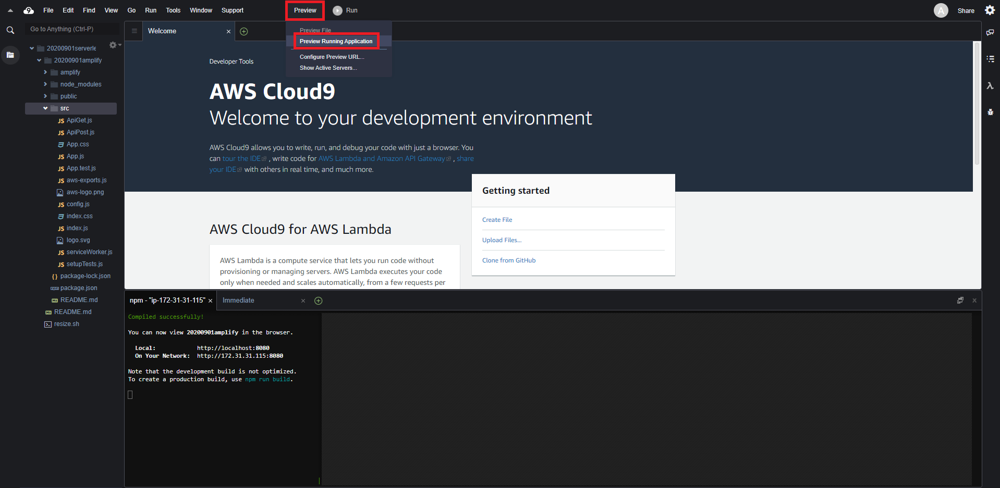 9 File Edit Find View Go Run Tools Window Support Preview Run A Share
Go to Anything (Ctrl-P)
20200901serverle
20200901amplify
amplify
node_modules
public
src
JS ApiGet.js
JS ApiPost.js
App.css
JS App.js
JS App.test.js
JS aws-exports.js
aws-logo.png
JS config.js
index.css
JS index.js
logo.svg
JS serviceWorker.js
JS setupTests.js
{} package-lock.json
package.json
README.md
README.md
resize.sh
Welcome
Preview File
Preview Running Application
Configure Preview URL...
Show Active Servers...
Developer Tools
AWS Cloud9
Welcome to your development environment
AWS Cloud9 allows you to write, run, and debug your code with just a browser. You
can tour the IDE , write code for AWS Lambda and Amazon API Gateway , share
your IDE with others in real time, and much more.
Getting started
Create File
Upload Files...
Clone from GitHub
AWS Cloud9 for AWS Lambda
AWS Lambda is a compute service that lets you run code without
provisioning or managing servers. AWS Lambda executes your code
only when needed and scales automatically, from a few requests per
npm - "ip-172-31-31-115" Immediate
Compiled successfully!
You can now view 20200901amplify in the browser.
Local: http://localhost:8080
On Your Network: http://172.31.31.115:8080
Note that the development build is not optimized.
To create a production build, use npm run build.